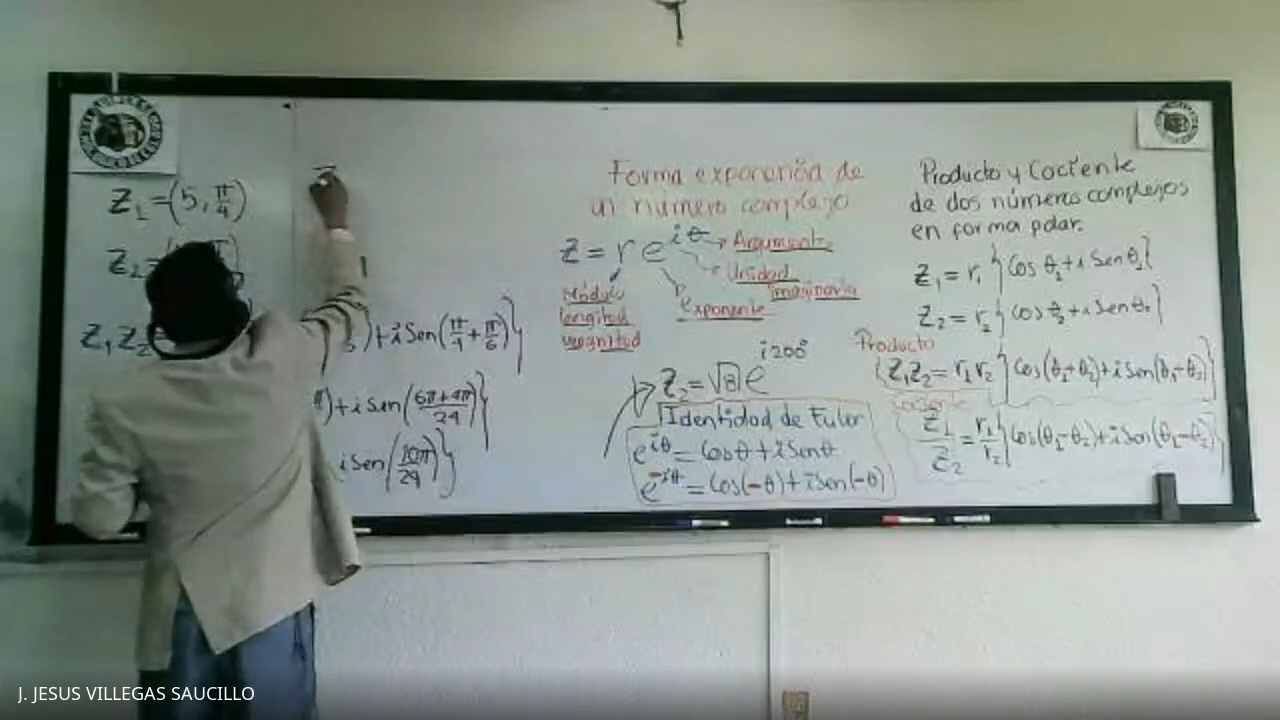 Z₁ = (5, π/4)
Z₂ =
Z₁Z₂
) + i Sen(π/4 + π/6)}
) + i Sen((6π+4π)/24)}
i Sen(10π/24)}
Forma exponencial de
un numero complejo
Z = r e^{iθ}
Argumento
Unidad
imaginaria
exponente
Módulo
longitud
magnitud
Z₂ = √8 e^{i200°}
Identidad de Euler
e^{iθ} = Cosθ + i Senθ
e^{-iθ} = Cos(-θ) + i Sen(-θ)
Producto y Cociente
de dos números complejos
en forma polar.
Z₁ = r₁{Cos θ₁ + i Sen θ₁}
Z₂ = r₂{Cos θ₂ + i Sen θ₂}
Producto
Z₁Z₂ = r₁r₂{Cos(θ₁+θ₂) + i Sen(θ₁+θ₂)}
Cociente
Z₁/Z₂ = r₁/r₂{Cos(θ₁-θ₂) + i Sen(θ₁-θ₂)}
J. JESUS VILLEGAS SAUCILLO